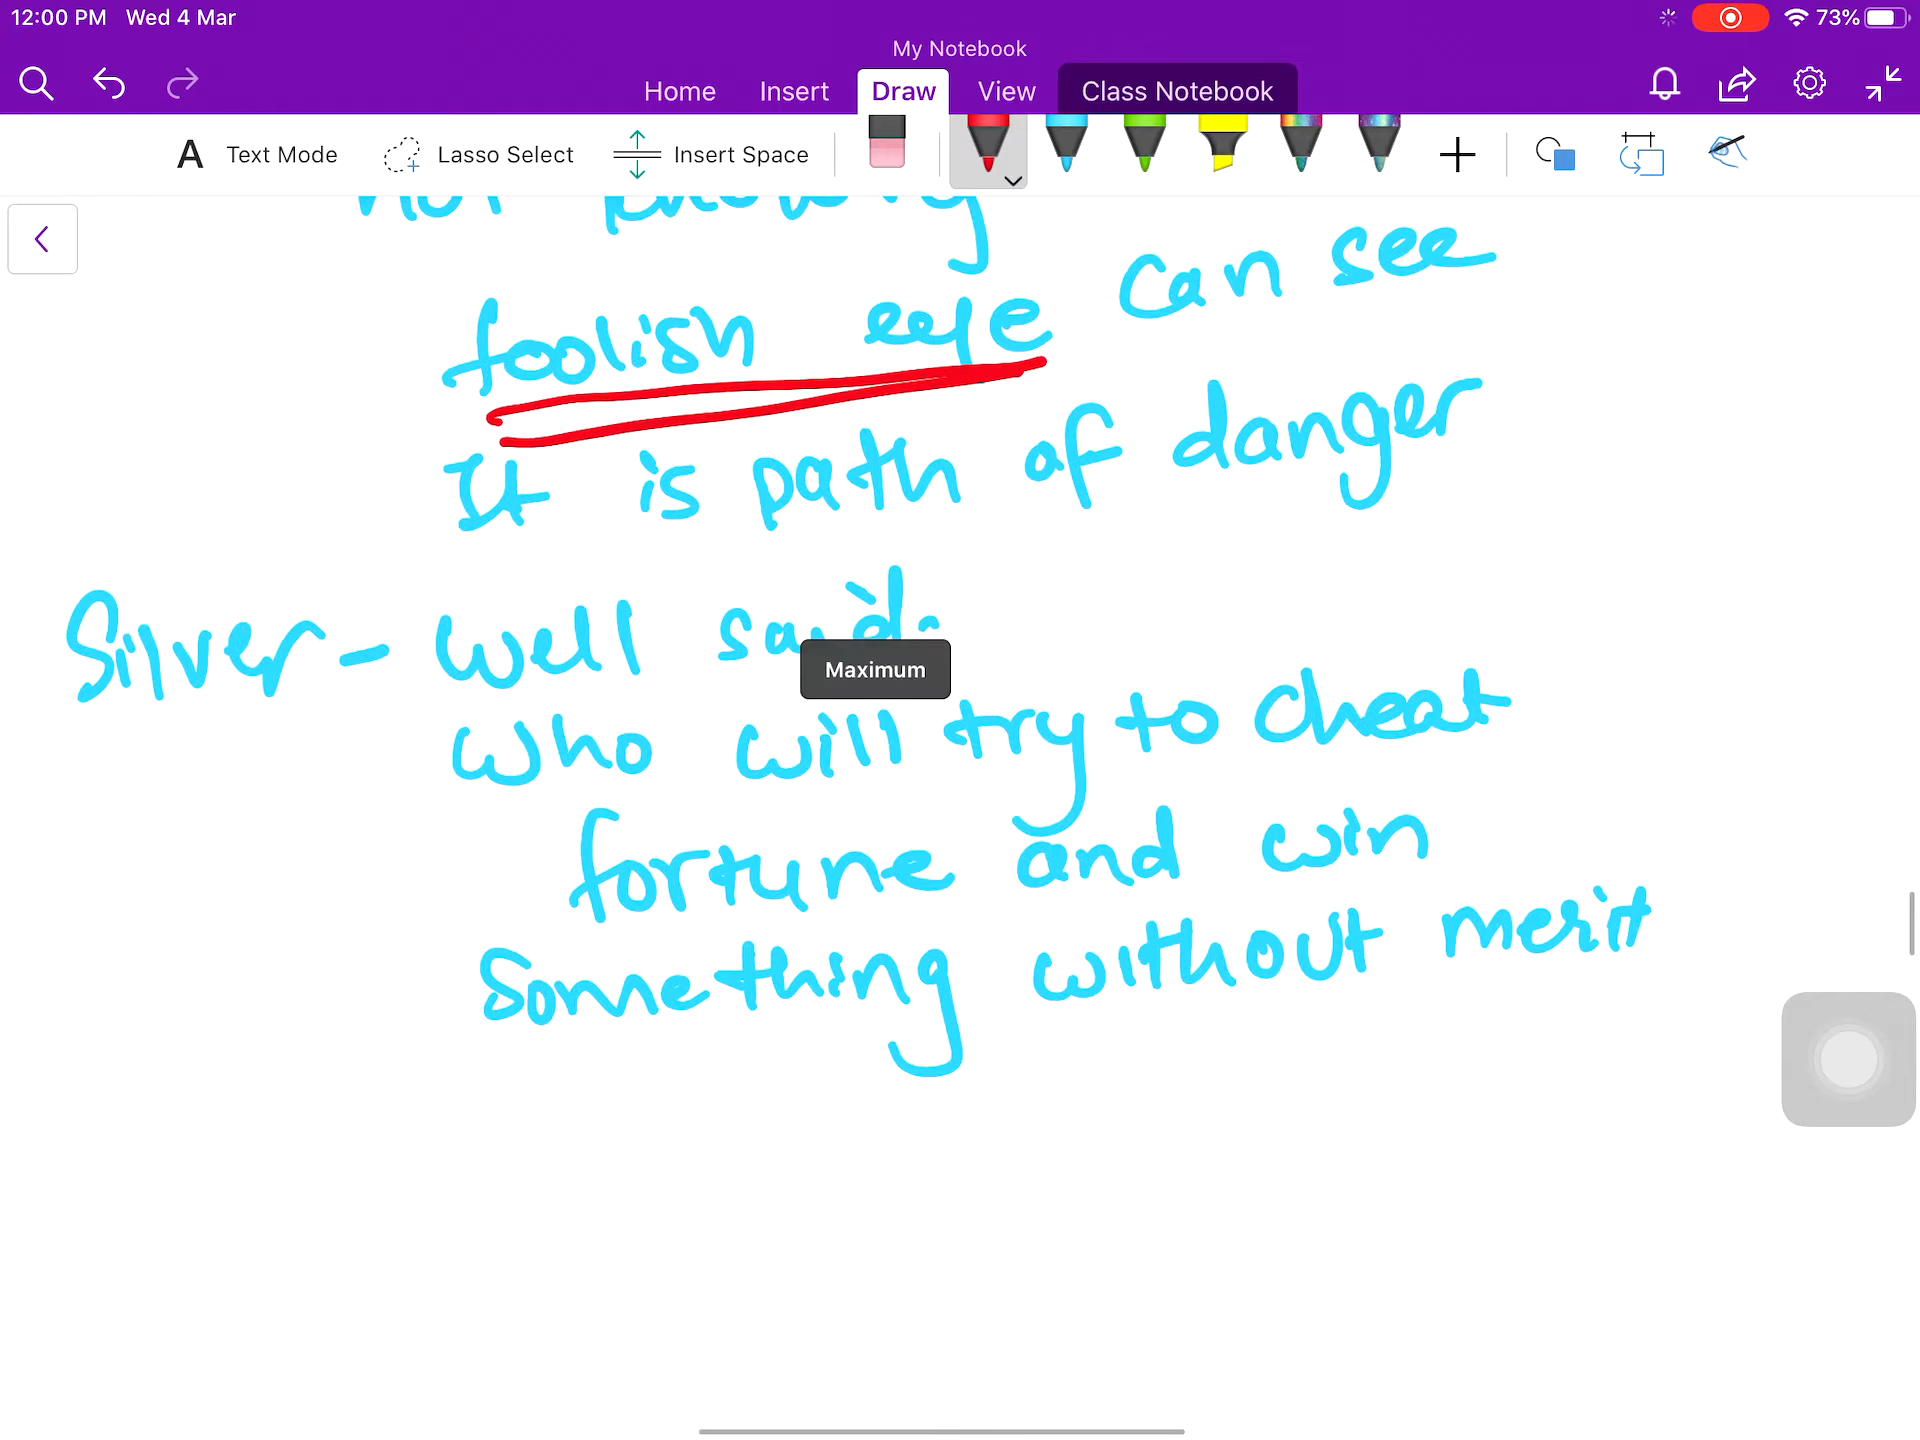 12:00 PM Wed 4 Mar
73%
My Notebook
Home Insert Draw View Class Notebook
A Text Mode Lasso Select Insert Space
not knowing
foolish eye can see
It is path of danger
Silver - Well said.
Maximum
Who will try to cheat
fortune and win
Something without merit